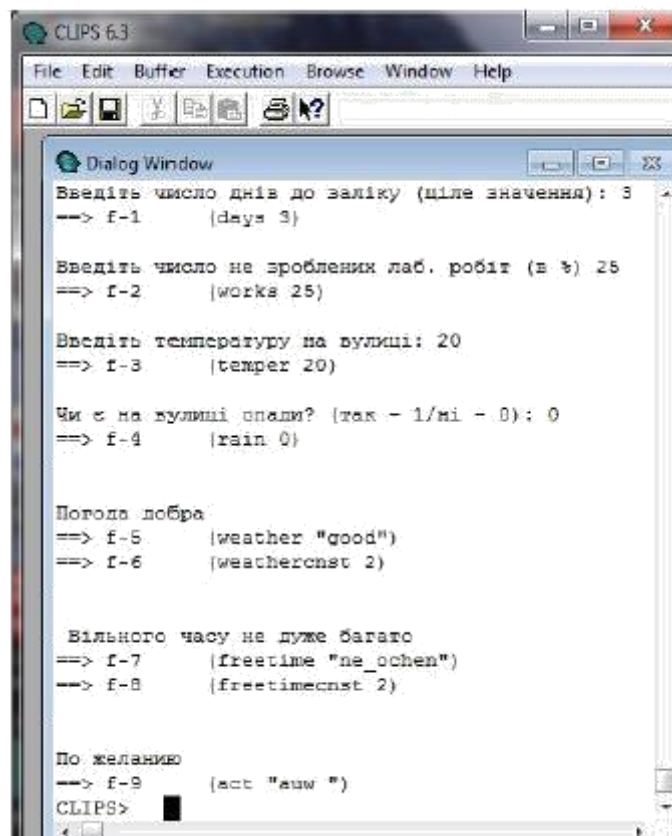 CLIPS 6.3
File Edit Buffer Execution Browse Window Help
Dialog Window
Введіть число днів до заліку (ціле значення): 3
==> f-1 (days 3)
Введіть число не зроблених лаб. робіт (в %) 25
==> f-2 (works 25)
Введіть температуру на вулиці: 20
==> f-3 (temper 20)
Чи є на вулиці опади? (так - 1/ні - 0): 0
==> f-4 (rain 0)
Погода добра
==> f-5 (weather "good")
==> f-6 (weathercnst 2)
Вільного часу не дуже багато
==> f-7 (freetime "ne_ochen")
==> f-8 (freetimecnst 2)
По желанию
==> f-9 (act "auw ")
CLIPS>